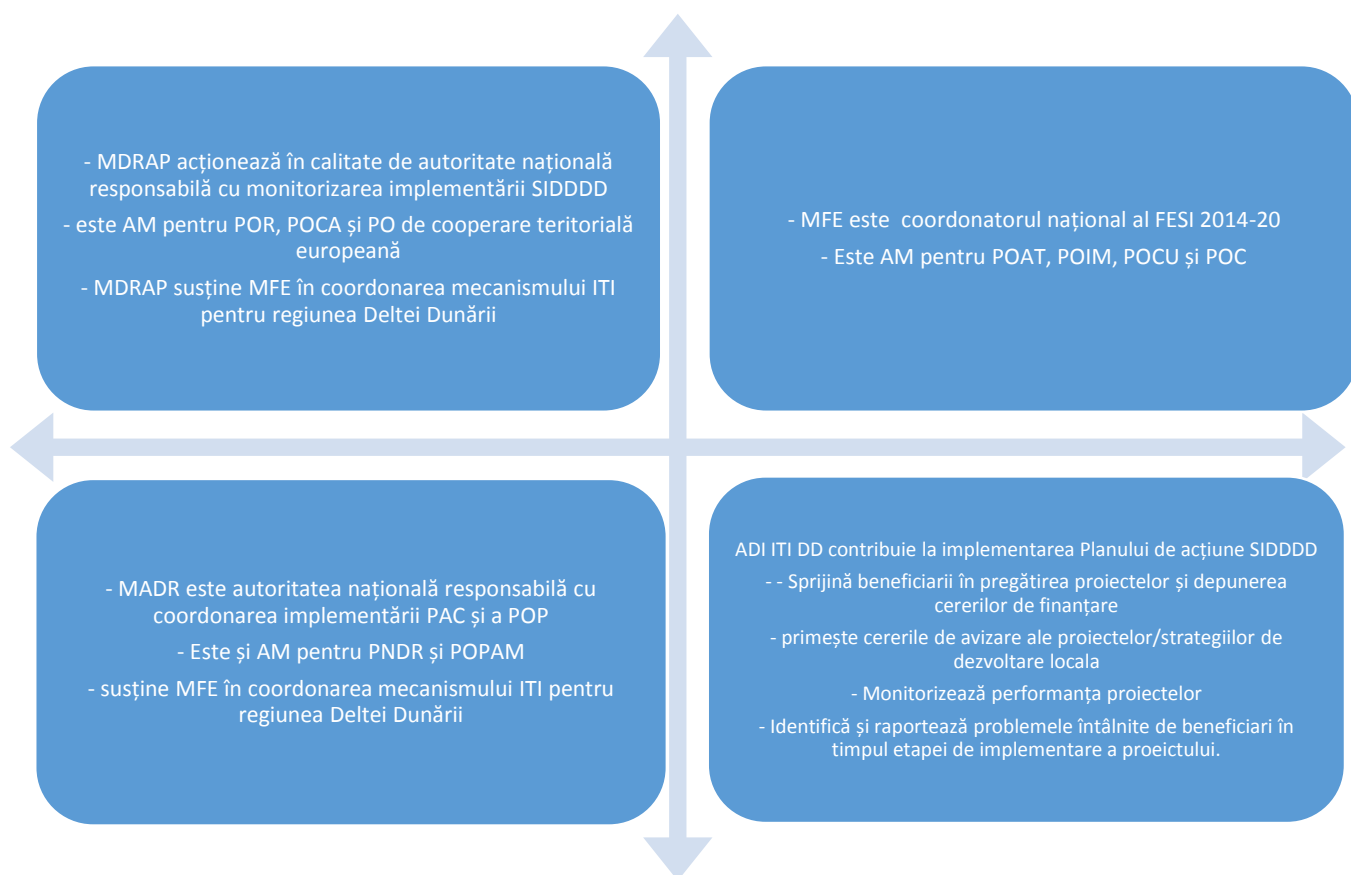 - MDRAP acționează în calitate de autoritate națională
responsabilă cu monitorizarea implementării SIDDDD
- este AM pentru POR, POCA și PO de cooperare teritorială
europeană
- MDRAP susține MFE în coordonarea mecanismului ITI
pentru regiunea Deltei Dunării
- MFE este  coordonatorul național al FESI 2014-20
- Este AM pentru POAT, POIM, POCU și POC
- MADR este autoritatea națională responsabilă cu
coordonarea implementării PAC și a POP
- Este și AM pentru PNDR și POPAM
- susține MFE în coordonarea mecanismului ITI pentru
regiunea Deltei Dunării
ADI ITI DD contribuie la implementarea Planului de acțiune SIDDDD
- - Sprijină beneficiarii în pregătirea proiectelor și depunerea
cererilor de finanțare
- primește cererile de avizare ale proiectelor/strategiilor de
dezvoltare locala
- Monitorizează performanța proiectelor
- Identifică și raportează problemele întâlnite de beneficiari în
timpul etapei de implementare a proeictului.